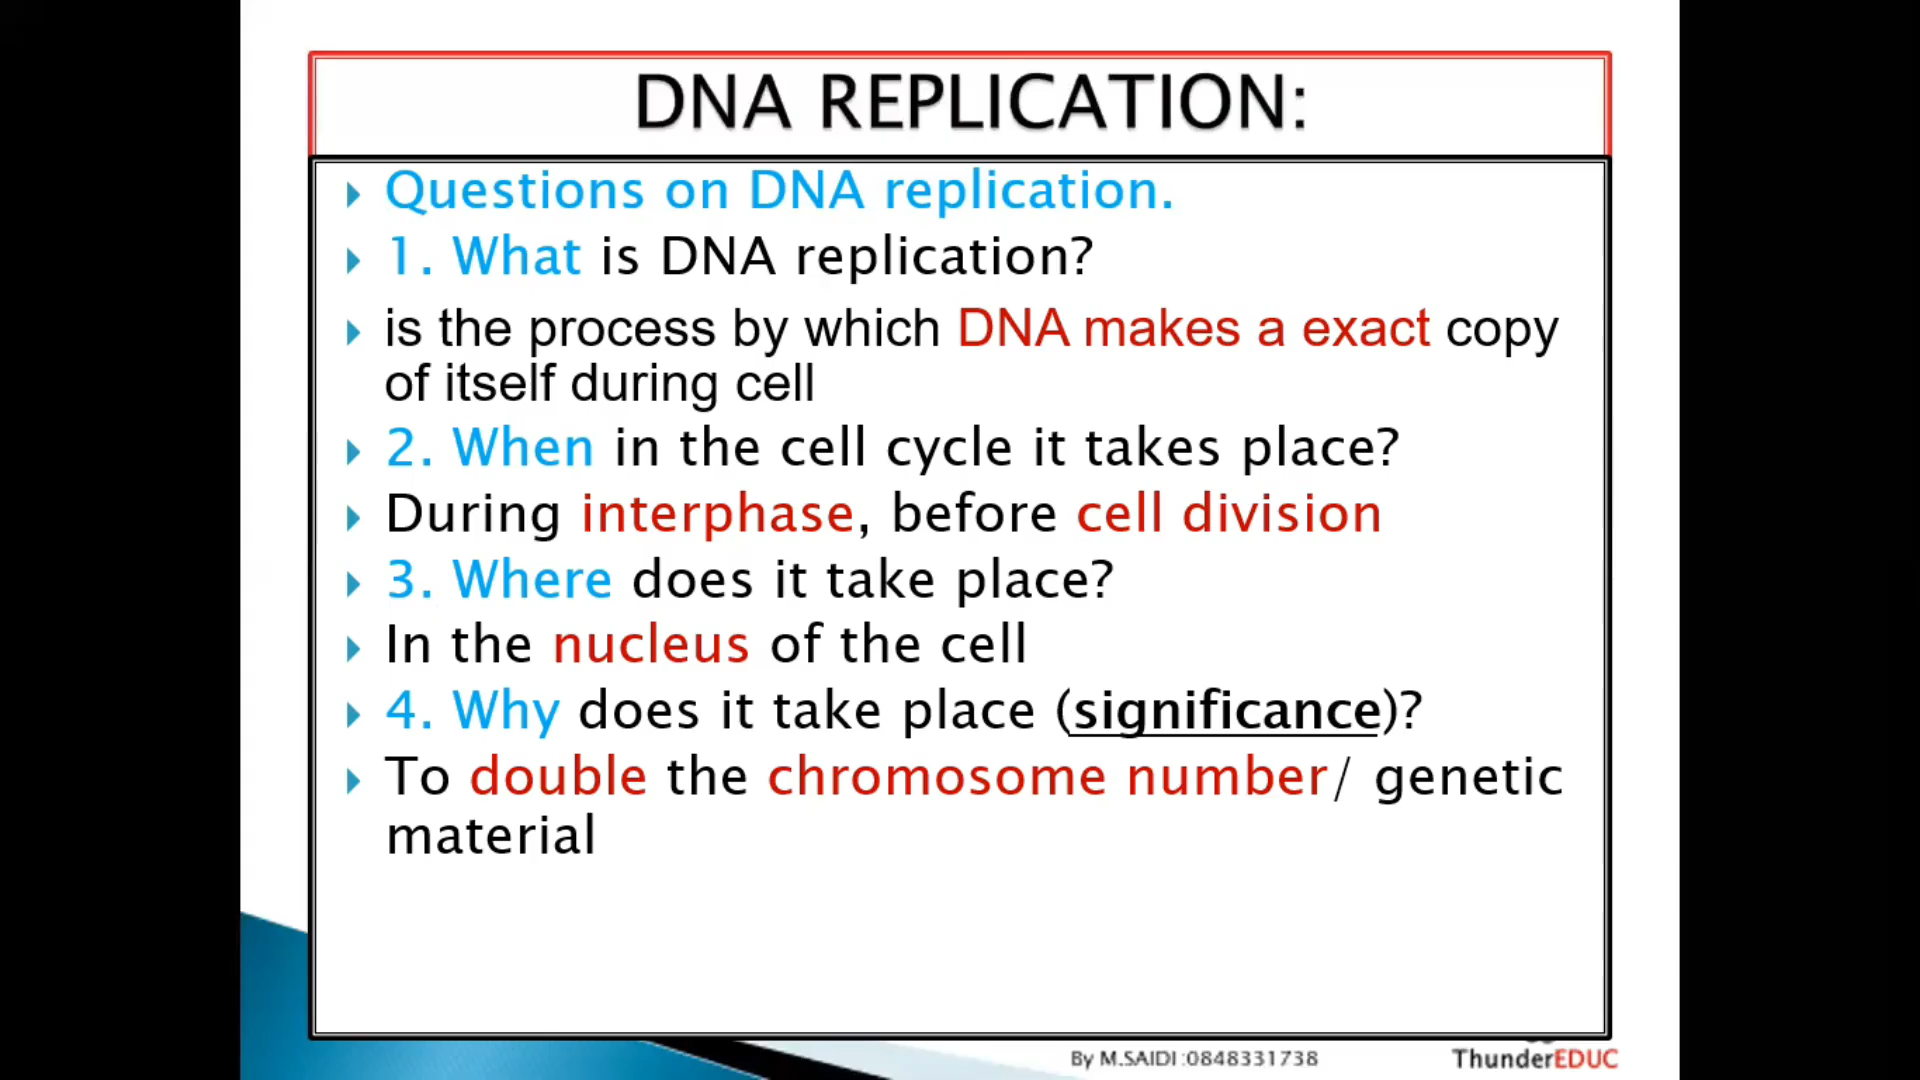 DNA REPLICATION:
Questions on DNA replication.
1. What is DNA replication?
is the process by which DNA makes a exact copy
of itself during cell
2. When in the cell cycle it takes place?
During interphase, before cell division
3. Where does it take place?
In the nucleus of the cell
4. Why does it take place (significance)?
To double the chromosome number/ genetic
material
By M.SAIDI :0848331738
ThunderEDUC